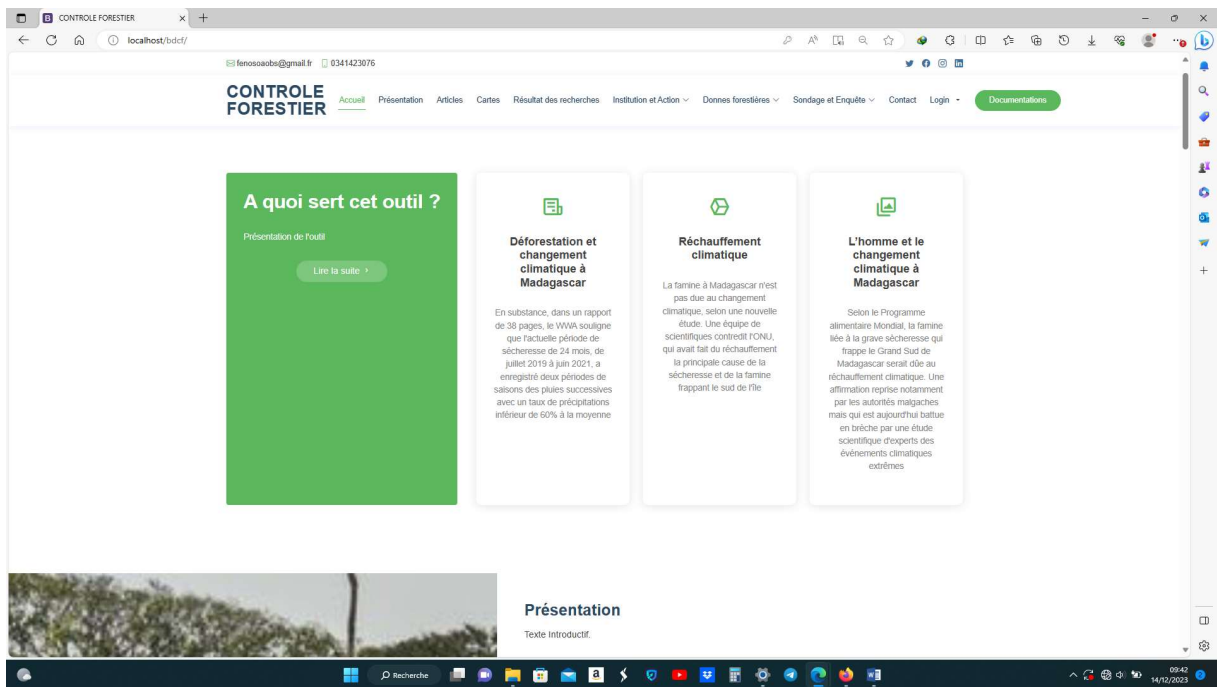 CONTROLE FORESTIER
localhost/bdcf/
fenosoaobs@gmail.fr 0341423076
CONTROLE
FORESTIER
Accueil Présentation Articles Cartes Résultat des recherches Institution et Action Donnes forestières Sondage et Enquête Contact Login Documentations
A quoi sert cet outil ?
Présentation de l'outil
Lire la suite
Déforestation et
changement
climatique à
Madagascar
En substance, dans un rapport
de 38 pages, le WWA souligne
que l'actuelle période de
sécheresse de 24 mois, de
juillet 2019 à juin 2021, a
enregistré deux périodes de
saisons des pluies successives
avec un taux de précipitations
inférieur de 60% à la moyenne
Réchauffement
climatique
La famine à Madagascar n'est
pas due au changement
climatique, selon une nouvelle
étude. Une équipe de
scientifiques contredit l'ONU,
qui avait fait du réchauffement
la principale cause de la
sécheresse et de la famine
frappant le sud de l'île
L'homme et le
changement
climatique à
Madagascar
Selon le Programme
alimentaire Mondial, la famine
liée à la grave sécheresse qui
frappe le Grand Sud de
Madagascar serait dûe au
réchauffement climatique. Une
affirmation reprise notamment
par les autorités malgaches
mais qui est aujourd'hui battue
en brèche par une étude
scientifique d'experts des
événements climatiques
extrêmes
Présentation
Texte Introductif.
Recherche
09:42
14/12/2023